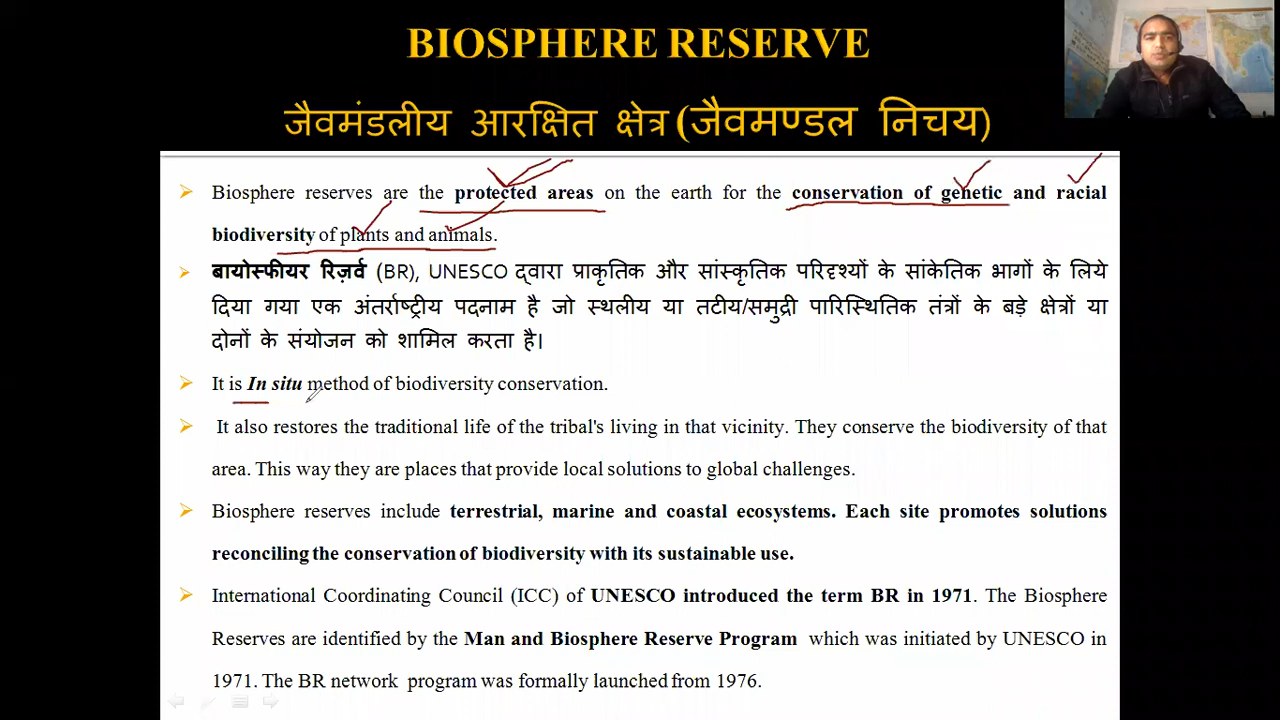 BIOSPHERE RESERVE
जैवमंडलीय आरक्षित क्षेत्र (जैवमण्डल निचय)
Biosphere reserves are the protected areas on the earth for the conservation of genetic and racial
biodiversity of plants and animals.
बायोस्फीयर रिज़र्व (BR), UNESCO द्वारा प्राकृतिक और सांस्कृतिक परिदृश्यों के सांकेतिक भागों के लिये
दिया गया एक अंतर्राष्ट्रीय पदनाम है जो स्थलीय या तटीय/समुद्री पारिस्थितिक तंत्रों के बड़े क्षेत्रों या
दोनों के संयोजन को शामिल करता है।
It is In situ method of biodiversity conservation.
It also restores the traditional life of the tribal's living in that vicinity. They conserve the biodiversity of that
area. This way they are places that provide local solutions to global challenges.
Biosphere reserves include terrestrial, marine and coastal ecosystems. Each site promotes solutions
reconciling the conservation of biodiversity with its sustainable use.
International Coordinating Council (ICC) of UNESCO introduced the term BR in 1971. The Biosphere
Reserves are identified by the Man and Biosphere Reserve Program which was initiated by UNESCO in
1971. The BR network program was formally launched from 1976.